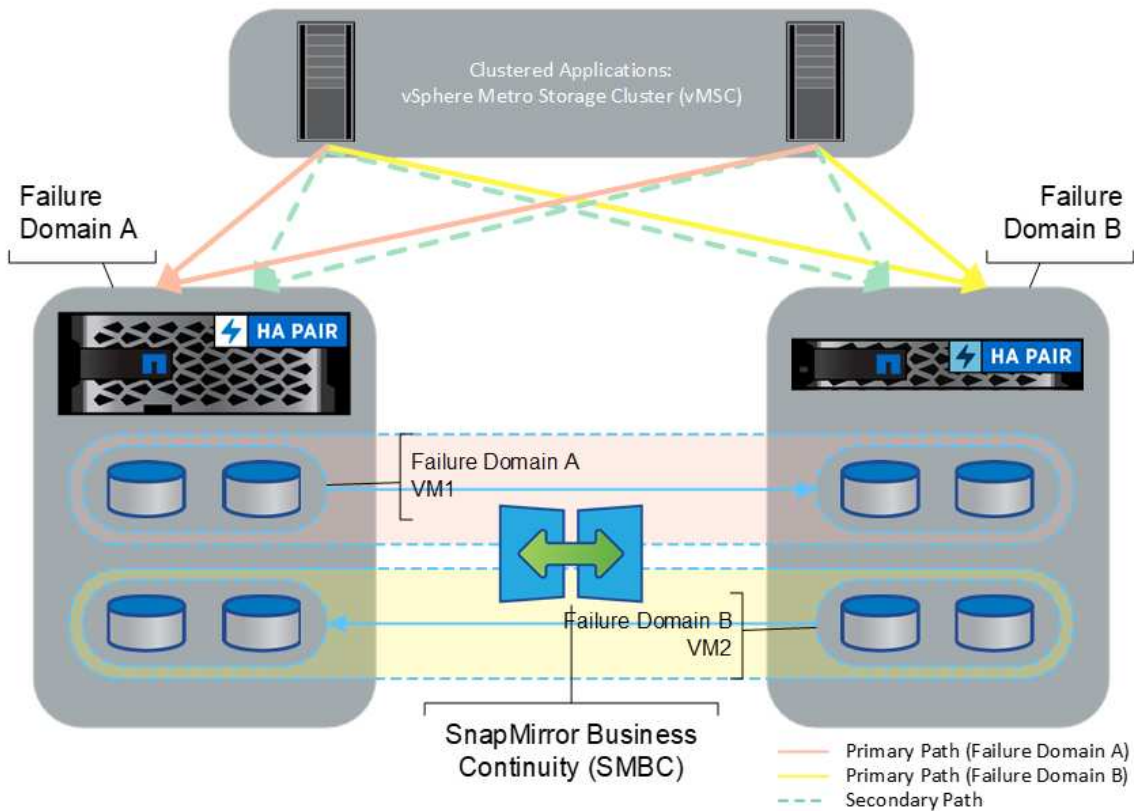 Clustered Applications:
vSphere Metro Storage Cluster (vMSC)
Failure
Domain A
Failure
Domain B
HA PAIR
HA PAIR
Failure Domain A
VM1
Failure Domain B
VM2
SnapMirror Business
Continuity (SMBC)
Primary Path (Failure Domain A)
Primary Path (Failure Domain B)
Secondary Path